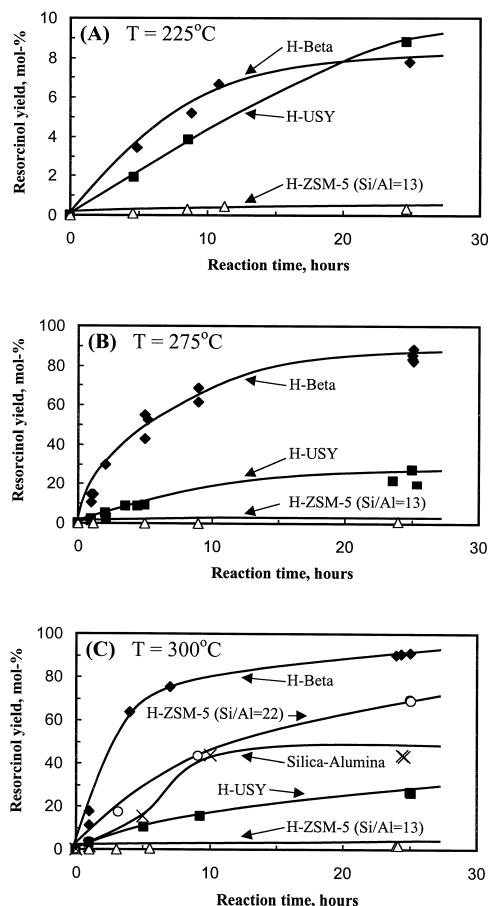 (A) T = 225°C
Resorcinol yield, mol-%
10
8
6
4
2
0
H-Beta
H-USY
H-ZSM-5 (Si/Al=13)
0 10 20 30
Reaction time, hours
(B) T = 275°C
Resorcinol yield, mol-%
100
80
60
40
20
0
H-Beta
H-USY
H-ZSM-5 (Si/Al=13)
0 10 20 30
Reaction time, hours
(C) T = 300°C
Resorcinol yield, mol-%
100
80
60
40
20
0
H-Beta
H-ZSM-5 (Si/Al=22)
Silica-Alumina
H-USY
H-ZSM-5 (Si/Al=13)
0 10 20 30
Reaction time, hours